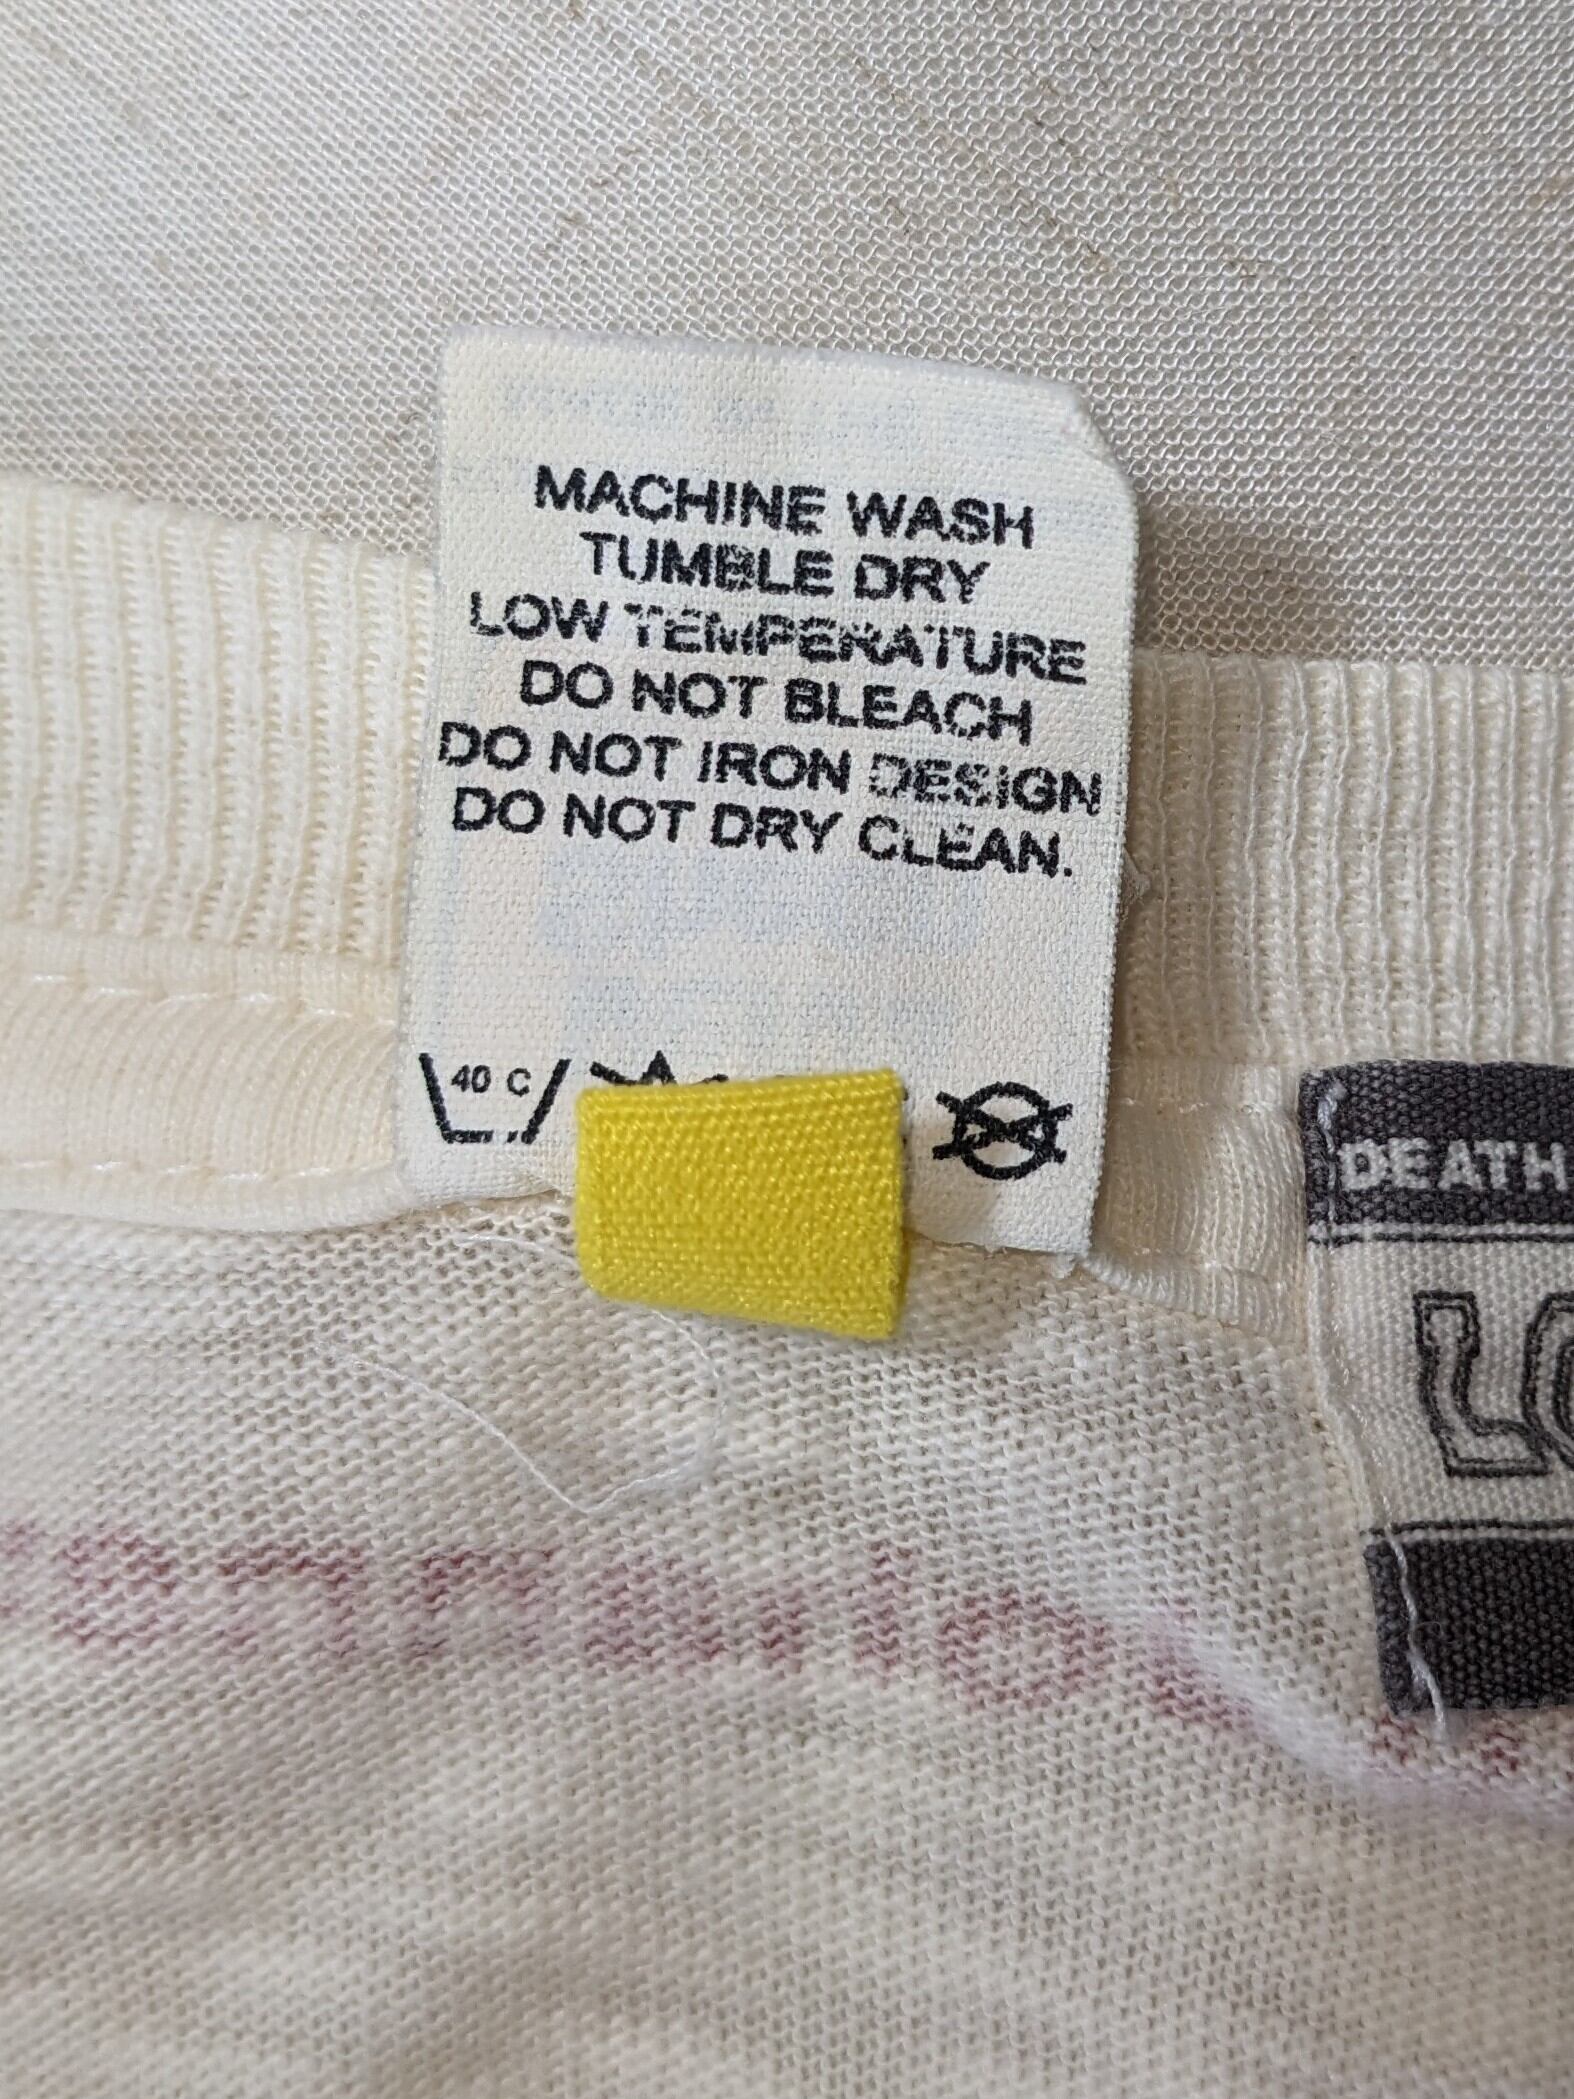 MACHINE WASH
TUMBLE DRY
LOW TEMPERATURE
DO NOT BLEACH
DO NOT IRON DESIGN
DO NOT DRY CLEAN.
40 C
DEATH